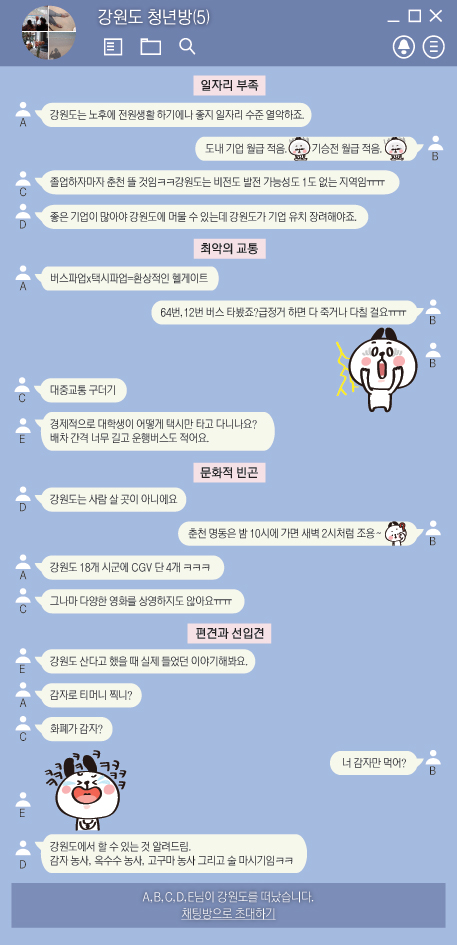 강원도 청년방(5)
일자리 부족
A
강원도는 노후에 전원생활 하기에나 좋지 일자리 수준 열악하죠.
도내 기업 월급 적음. 기승전 월급 적음.
B
C
졸업하자마자 춘천 뜰 것임ㅋㅋ강원도는 비전도 발전 가능성도 1도 없는 지역임ㅠㅠ
D
좋은 기업이 많아야 강원도에 머물 수 있는데 강원도가 기업 유치 장려해야죠.
최악의 교통
A
버스파업x택시파업=환상적인 헬게이트
64번,12번 버스 타봤죠?급정거 하면 다 죽거나 다칠 걸요ㅠㅠ
B
B
C
대중교통 구더기
E
경제적으로 대학생이 어떻게 택시만 타고 다니나요?
배차 간격 너무 길고 운행버스도 적어요.
문화적 빈곤
D
강원도는 사람 살 곳이 아니에요
춘천 명동은 밤 10시에 가면 새벽 2시처럼 조용~
B
A
강원도 18개 시군에 CGV 단 4개 ㅋㅋㅋ
C
그나마 다양한 영화를 상영하지도 않아요ㅠㅠ
편견과 선입견
E
강원도 산다고 했을 때 실제 들었던 이야기해봐요.
A
감자로 티머니 찍니?
C
화폐가 감자?
너 감자만 먹어?
B
ㅋㅋㅋㅋㅋㅋㅋ
E
D
강원도에서 할 수 있는 것 알려드림.
감자 농사, 옥수수 농사, 고구마 농사 그리고 술 마시기임ㅋㅋ
A,B,C,D,E님이 강원도를 떠났습니다.
채팅방으로 초대하기